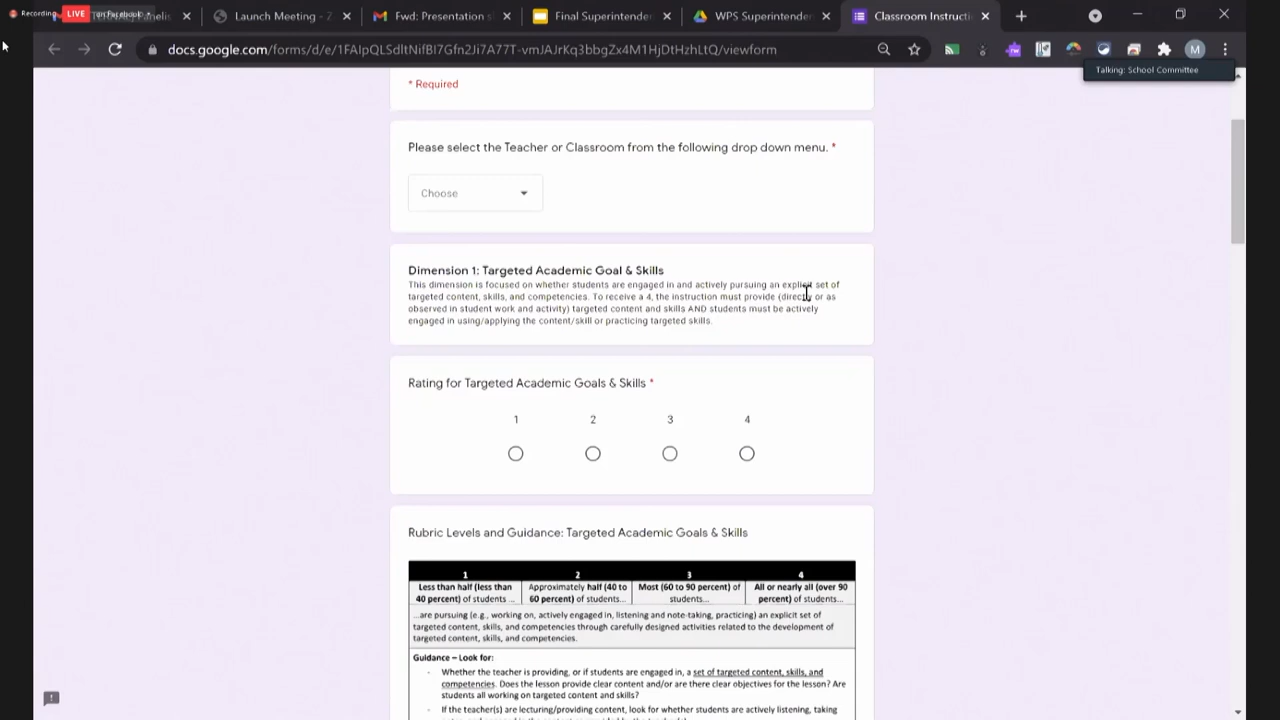 Recording
LIVE
on Facebook
Launch Meeting - Z
Fwd: Presentation s
Final Superintender
WPS Superintender
Classroom Instructi
docs.google.com/forms/d/e/1FAIpQLSdltNifBI7Gfn2Ji7A77T-vmJAJrKq3bbgZx4M1HjDtHzhLtQ/viewform
M
Talking: School Committee
* Required
Please select the Teacher or Classroom from the following drop down menu. *
Choose
Dimension 1: Targeted Academic Goal & Skills
This dimension is focused on whether students are engaged in and actively pursuing an explicit set of
targeted content, skills, and competencies. To receive a 4, the instruction must provide (directly or as
observed in student work and activity) targeted content and skills AND students must be actively
engaged in using/applying the content/skill or practicing targeted skills.
Rating for Targeted Academic Goals & Skills *
1 2 3 4
Rubric Levels and Guidance: Targeted Academic Goals & Skills
1 2 3 4
Less than half (less than Approximately half (40 to Most (60 to 90 percent) of All or nearly all (over 90
40 percent) of students ... 60 percent) of students... students... percent) of students...
...are pursuing (e.g., working on, actively engaged in, listening and note-taking, practicing) an explicit set of
targeted content, skills, and competencies through carefully designed activities related to the development of
targeted content, skills, and competencies.
Guidance – Look for:
- Whether the teacher is providing, or if students are engaged in, a set of targeted content, skills, and
competencies. Does the lesson provide clear content and/or are there clear objectives for the lesson? Are
students all working on targeted content and skills?
- If the teacher(s) are lecturing/providing content, look for whether students are actively listening, taking